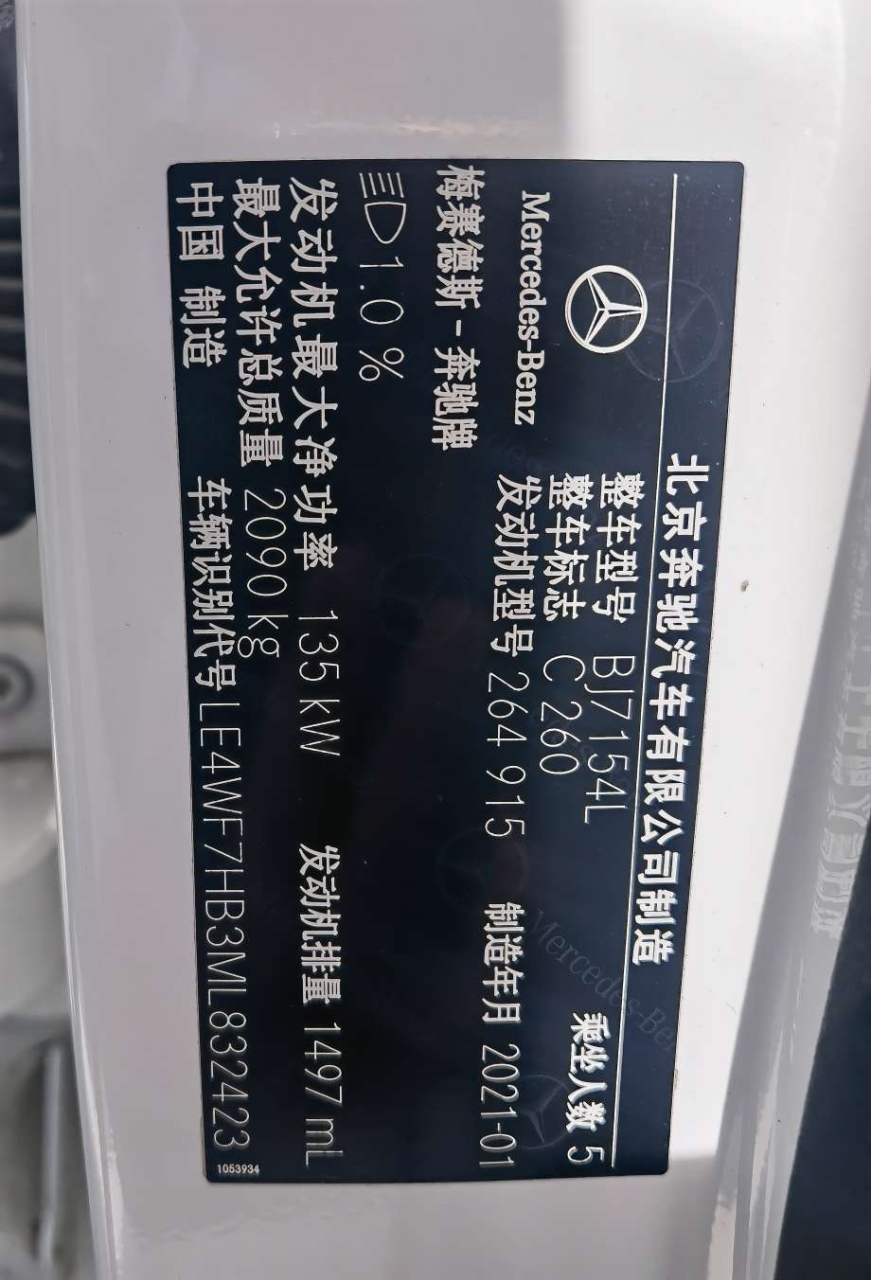 北京奔驰汽车有限公司制造
Mercedes-Benz
梅赛德斯-奔驰牌
整车型号 BJ7154L
整车标志 C 260
乘坐人数 5
发动机型号 264 915 制造年月 2021-01
1.0 %
发动机最大净功率 135 kW 发动机排量 1497 mL
最大允许总质量 2090 kg
中国 制造 车辆识别代号 LE4WF7HB3ML832423
1053934